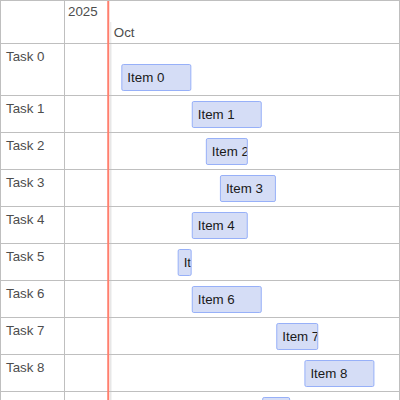 2025
Oct
Task 0
Item 0
Task 1
Item 1
Task 2
Item 2
Task 3
Item 3
Task 4
Item 4
Task 5
It
Task 6
Item 6
Task 7
Item 7
Task 8
Item 8